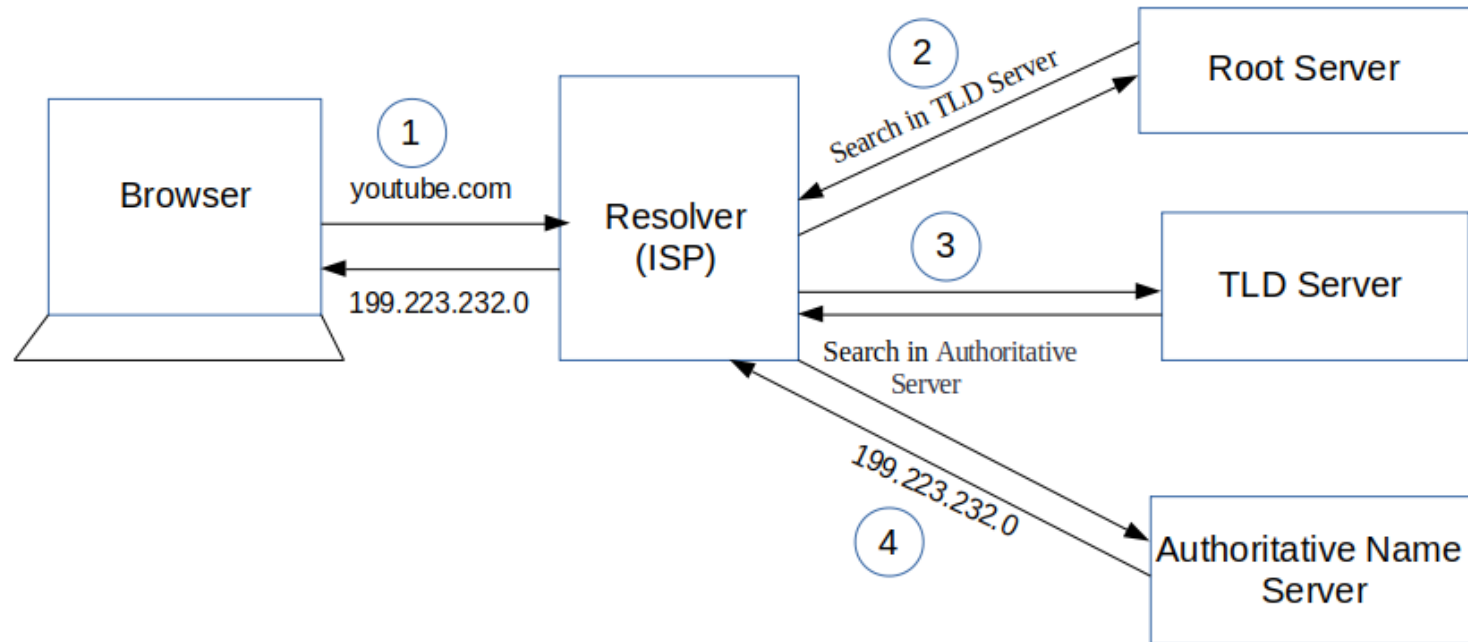 2
Root Server
1
Search in TLD Server
Browser
youtube.com
Resolver
(ISP)
3
199.223.232.0
TLD Server
Search in Authoritative
Server
199.223.232.0
4
Authoritative Name
Server